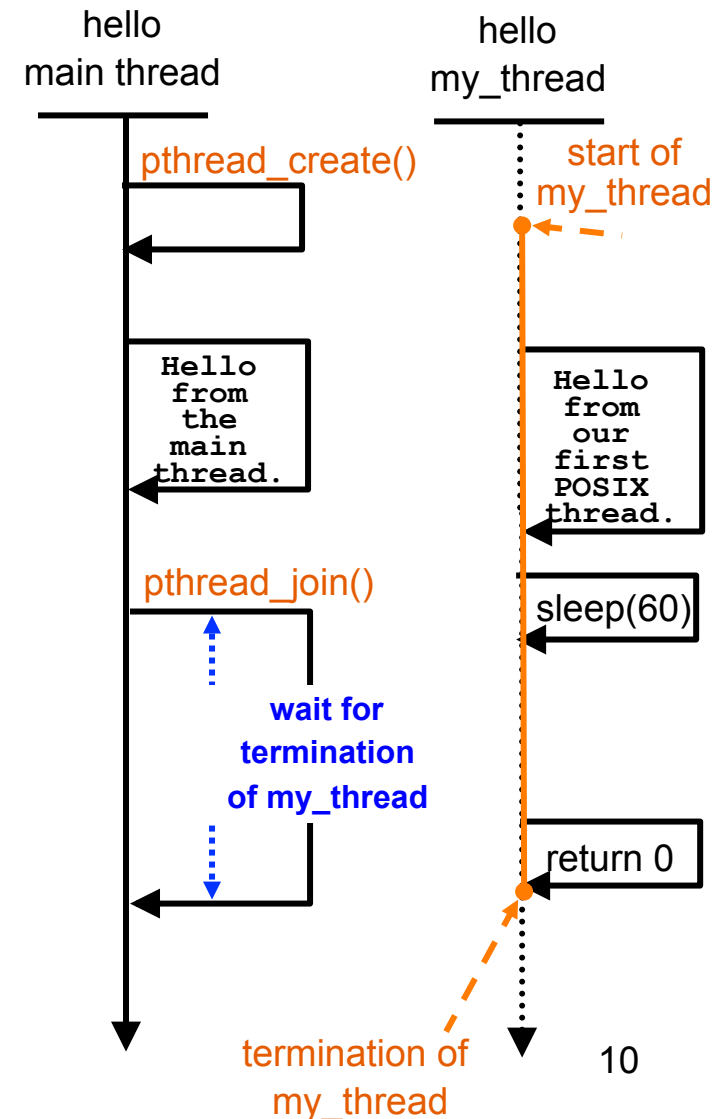 hello
main thread
pthread_create()
Hello
from
the
main
thread.
pthread_join()
wait for
termination
of my_thread
hello
my_thread
start of
my_thread
Hello
from
our
first
POSIX
thread.
sleep(60)
return 0
termination of
my_thread
10